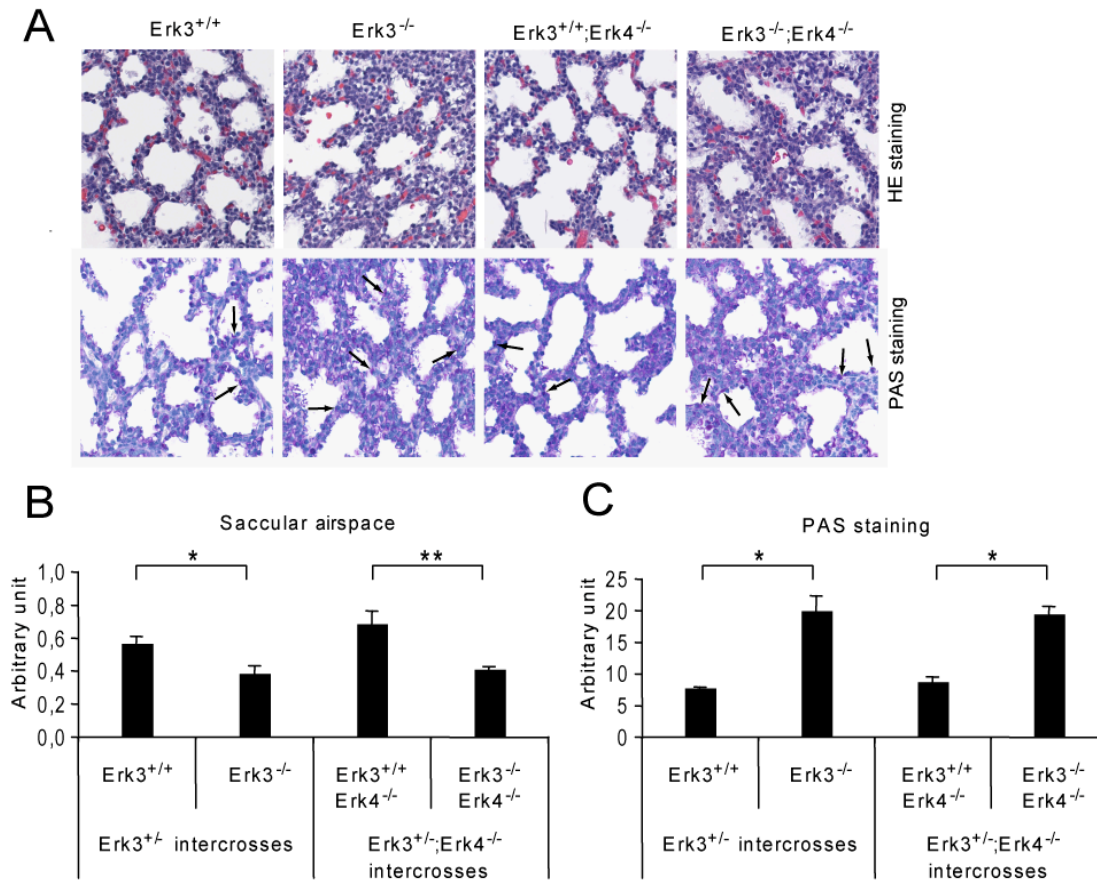 A
Erk3+/+ Erk3-/- Erk3+/+;Erk4-/- Erk3-/-;Erk4-/-
HE staining
PAS staining
B
Saccular airspace
* **
Arbitrary unit
1,0
0,8
0,6
0,4
0,2
0,0
Erk3+/+ Erk3-/- Erk3+/+ Erk3-/-
Erk4-/- Erk4-/-
Erk3+/- intercrosses Erk3+/-;Erk4-/-
intercrosses
C
PAS staining
* *
Arbitrary unit
25
20
15
10
5
0
Erk3+/+ Erk3-/- Erk3+/+ Erk3-/-
Erk4-/- Erk4-/-
Erk3+/- intercrosses Erk3+/-;Erk4-/-
intercrosses